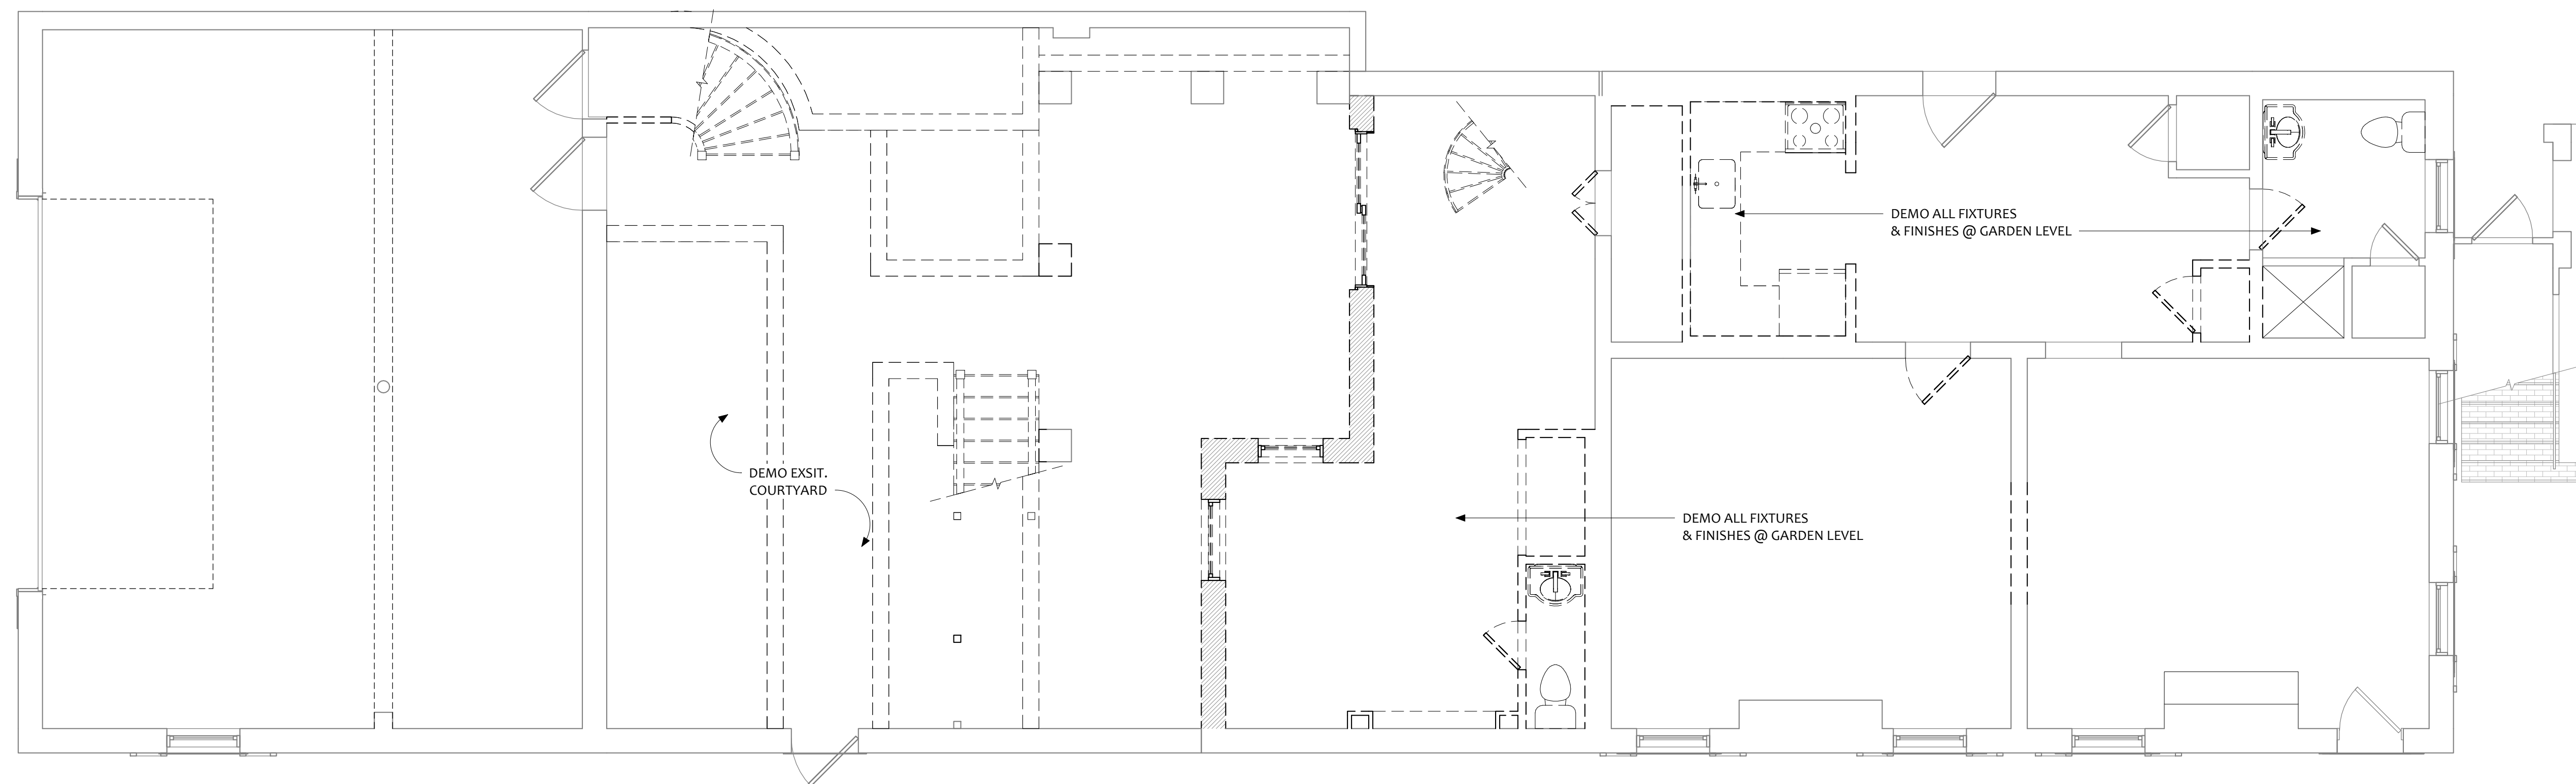 DEMO EXSIT.
COURTYARD
DEMO ALL FIXTURES
& FINISHES @ GARDEN LEVEL
DEMO ALL FIXTURES
& FINISHES @ GARDEN LEVEL